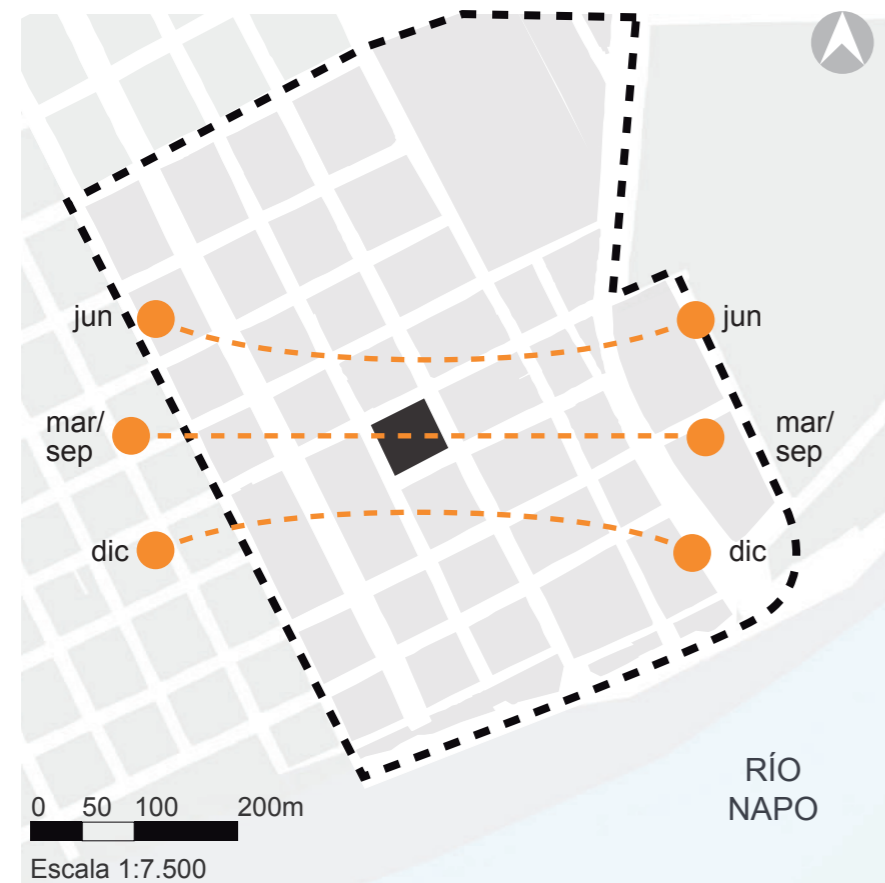 jun
jun
mar/
sep
mar/
sep
dic
dic
RÍO
NAPO
0 50 100 200m
Escala 1:7.500